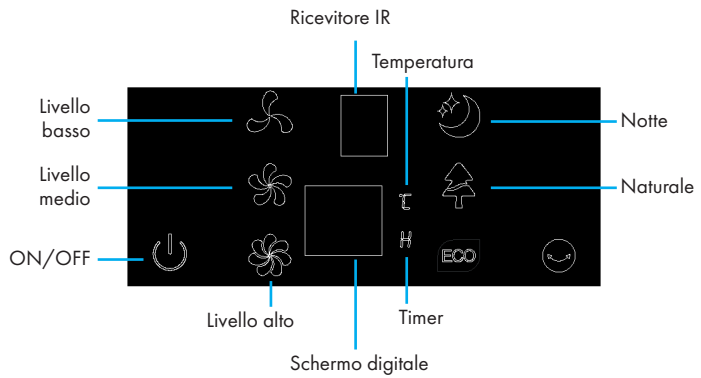 Ricevitore IR
Temperatura
Livello
basso
Notte
Livello
medio
Naturale
℃
H
ON/OFF
ECO
Livello alto
Timer
Schermo digitale